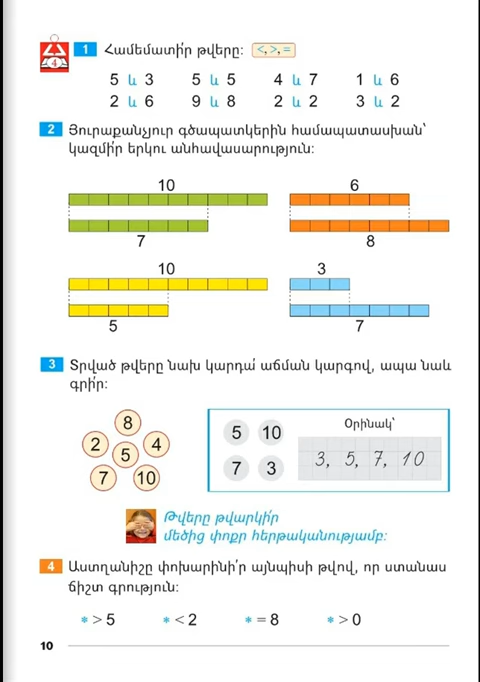 4
1 Համեմատի՛ր թվերը։ <, >, =
5 և 3 5 և 5 4 և 7 1 և 6
2 և 6 9 և 8 2 և 2 3 և 2
2 Յուրաքանչյուր գծապատկերին համապատասխան՝
կազմի՛ր երկու անհավասարություն։
10 6
7 8
10 3
5 7
3 Տրված թվերը նախ կարդա՛ աճման կարգով, ապա նաև
գրի՛ր։
8
2 5 4
7 10
5 10
7 3
Օրինակ՝
3, 5, 7, 10
Թվերը թվարկի՛ր
մեծից փոքր հերթականությամբ։
4 Աստղանիշը փոխարինի՛ր այնպիսի թվով, որ ստանաս
ճիշտ գրություն։
* > 5 * < 2 * = 8 * > 0
10